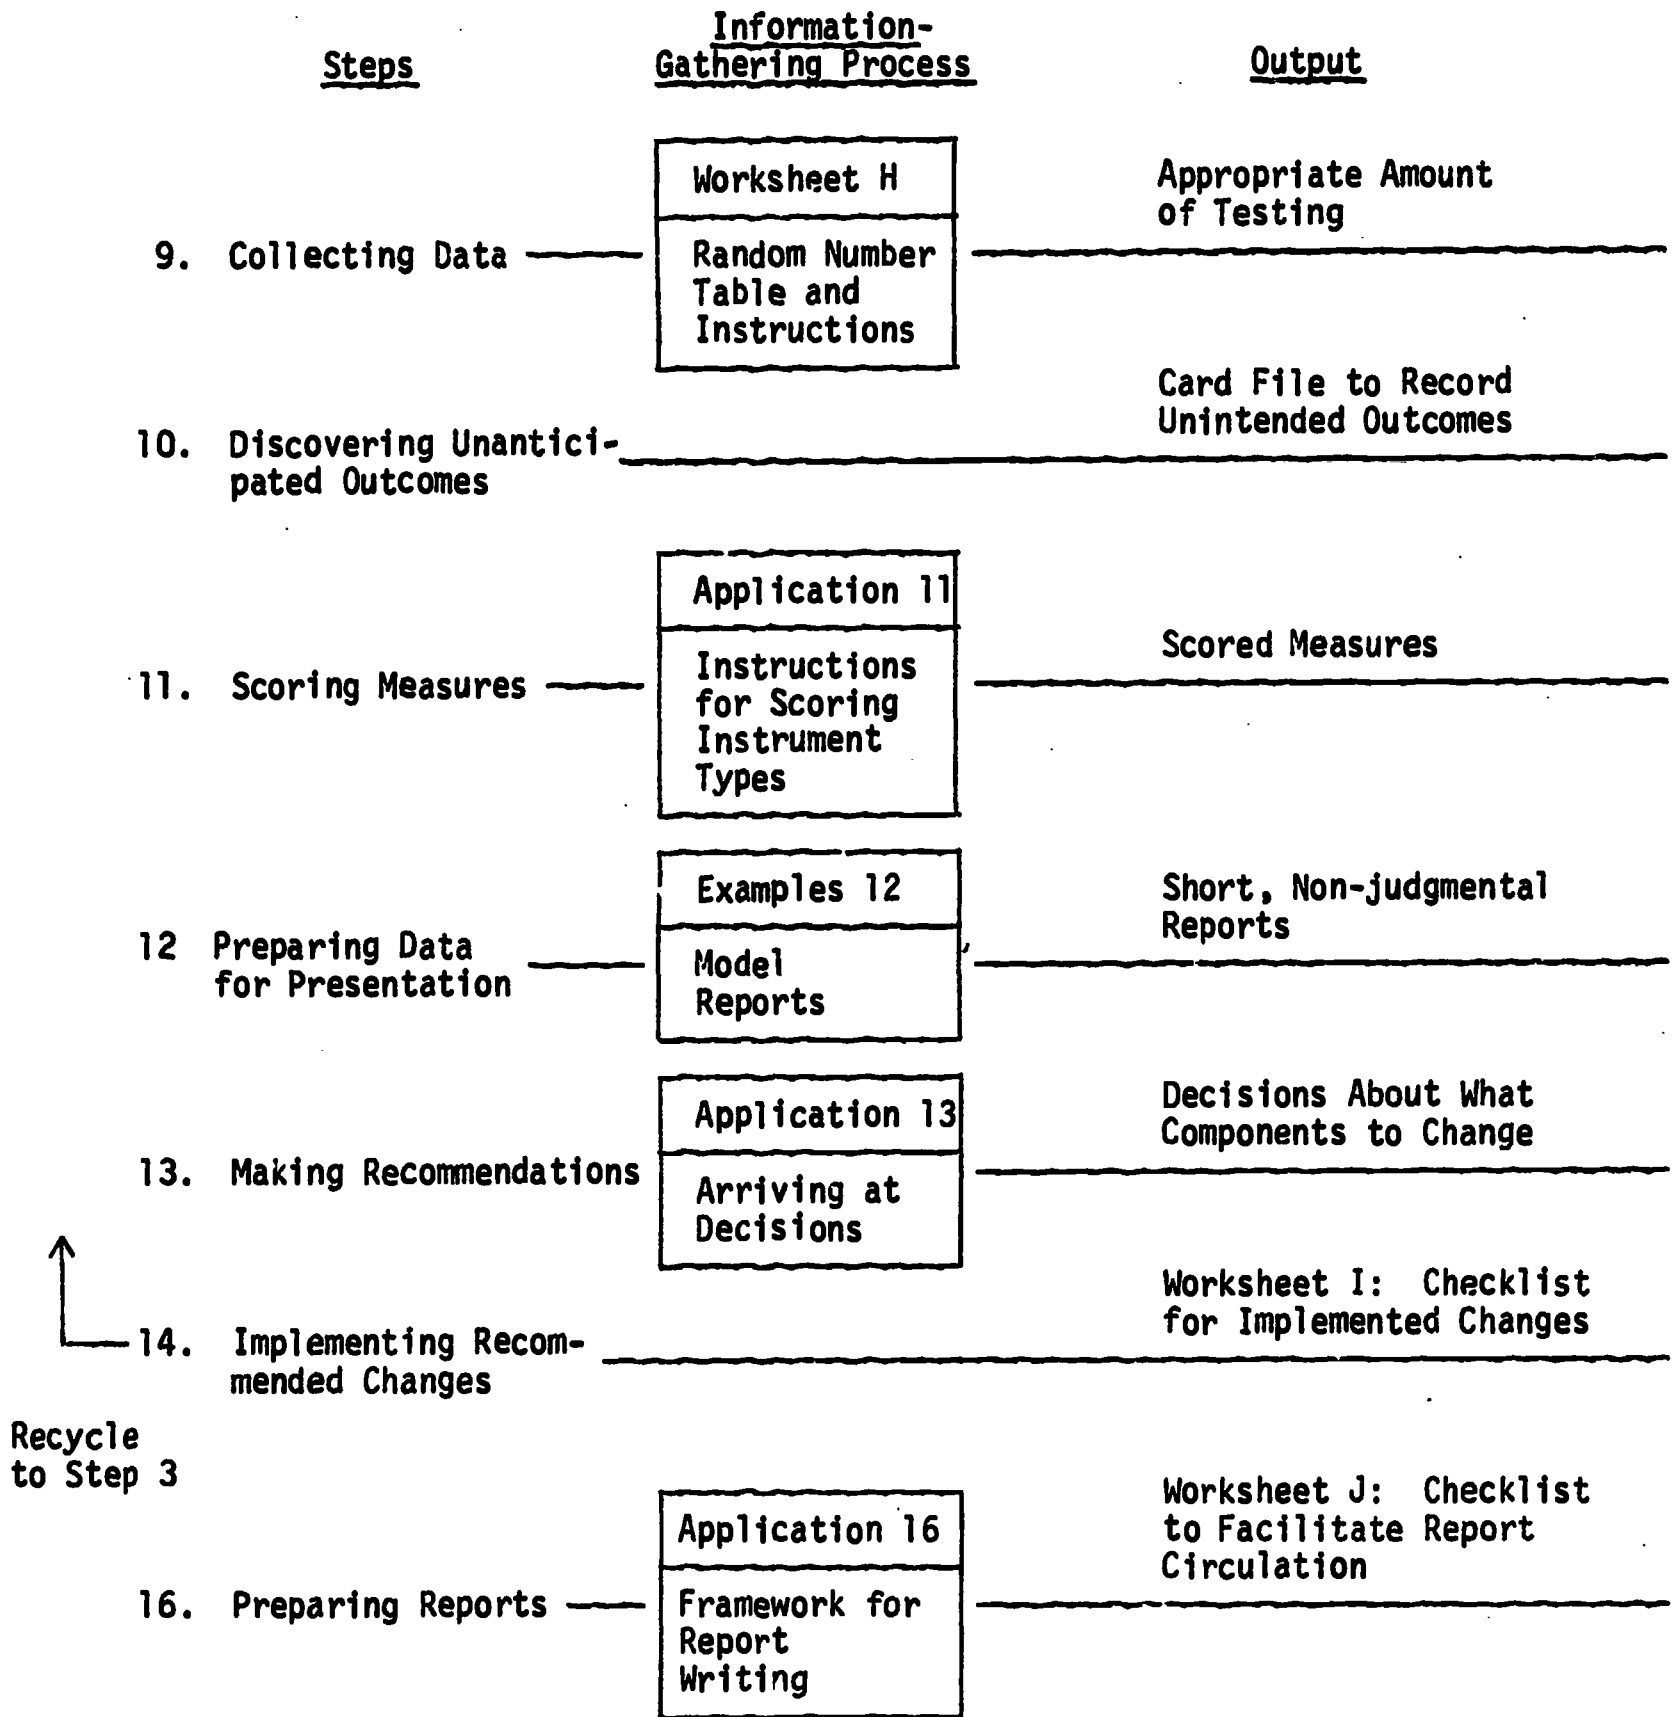 Steps
Information-
Gathering Process
Output
Worksheet H
Appropriate Amount
of Testing
9. Collecting Data
Random Number
Table and
Instructions
Card File to Record
Unintended Outcomes
10. Discovering Unantici-
pated Outcomes
Application 11
Scored Measures
11. Scoring Measures
Instructions
for Scoring
Instrument
Types
Examples 12
Short, Non-judgmental
Reports
12 Preparing Data
for Presentation
Model
Reports
Application 13
Decisions About What
Components to Change
13. Making Recommendations
Arriving at
Decisions
Worksheet I: Checklist
for Implemented Changes
14. Implementing Recom-
mended Changes
Recycle
to Step 3
Application 16
Worksheet J: Checklist
to Facilitate Report
Circulation
16. Preparing Reports
Framework for
Report
Writing